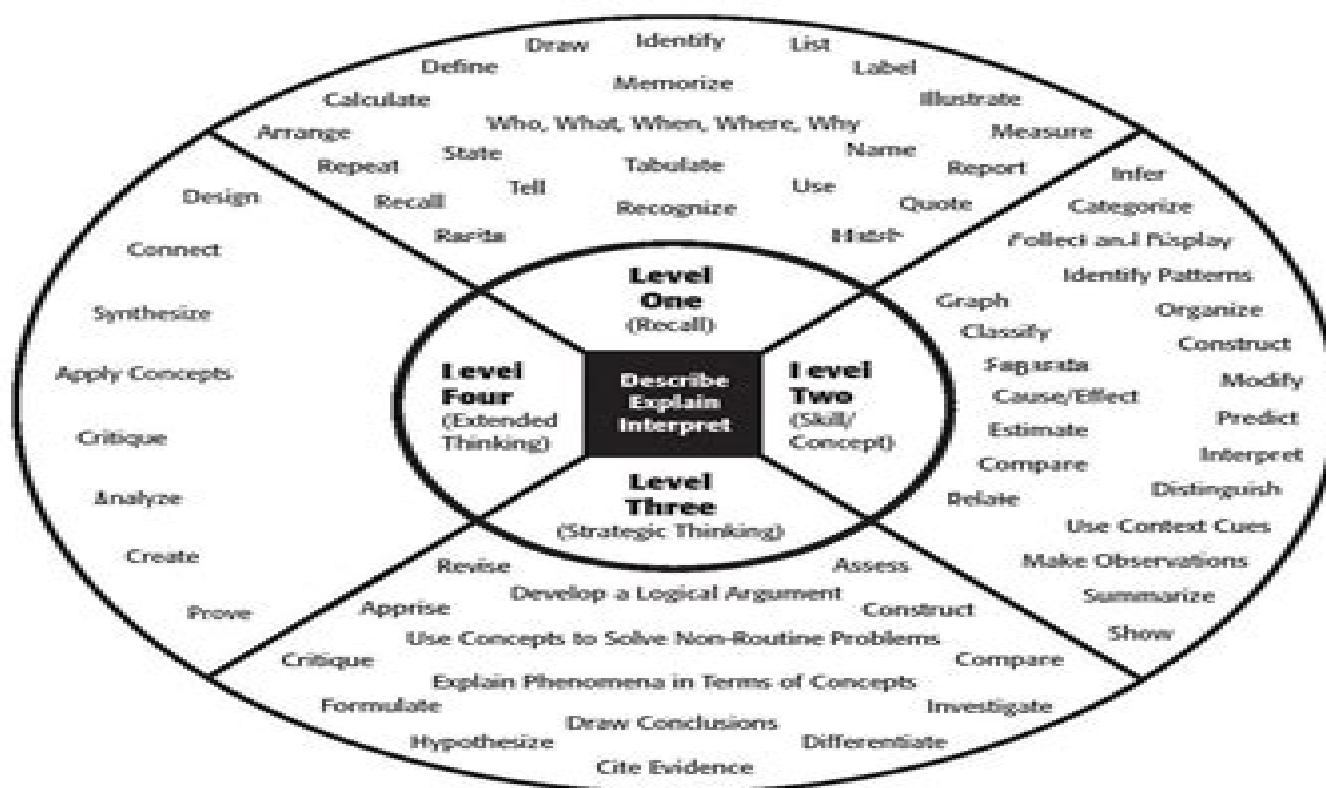 Draw
Identify
List
Define
Label
Memorize
Calculate
Illustrate
Who, What, When, Where, Why
Arrange
Measure
State
Name
Repeat
Tabulate
Report
Tell
Use
Recall
Recognize
Quote
Level
One
(Recall)
Infer
Categorize
Identify Patterns
Graph
Organize
Classify
Construct
Modify
Cause/Effect
Predict
Estimate
Interpret
Compare
Distinguish
Relate
Use Context Cues
Make Observations
Summarize
Show
Level
Two
(Skill/
Concept)
Describe
Explain
Interpret
Level
Three
(Strategic Thinking)
Revise
Assess
Develop a Logical Argument
Apprise
Construct
Use Concepts to Solve Non-Routine Problems
Critique
Compare
Explain Phenomena in Terms of Concepts
Formulate
Investigate
Draw Conclusions
Hypothesize
Differentiate
Cite Evidence
Level
Four
(Extended
Thinking)
Design
Connect
Synthesize
Apply Concepts
Critique
Analyze
Create
Prove